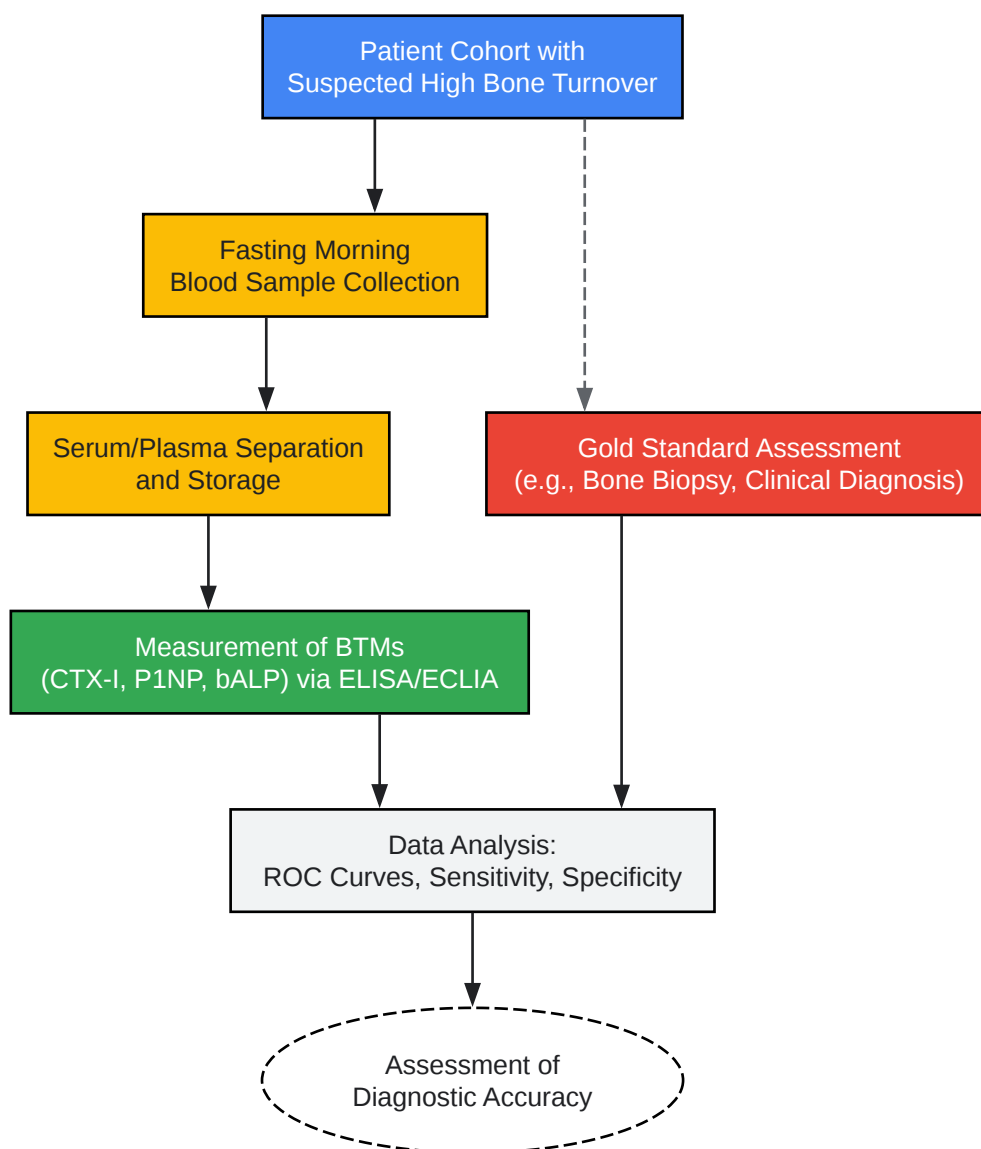 Patient Cohort with
Suspected High Bone Turnover
Fasting Morning
Blood Sample Collection
Serum/Plasma Separation
and Storage
Gold Standard Assessment
(e.g., Bone Biopsy, Clinical Diagnosis)
Measurement of BTMs
(CTX-I, P1NP, bALP) via ELISA/ECLIA
Data Analysis:
ROC Curves, Sensitivity, Specificity
Assessment of
Diagnostic Accuracy